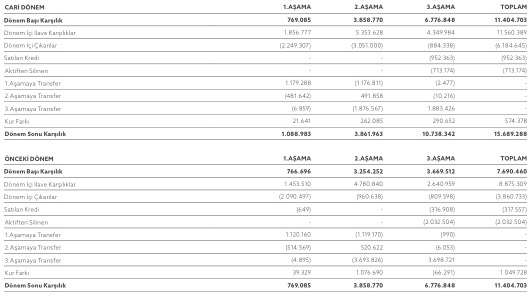 CARİ DÖNEM 1.AŞAMA 2.AŞAMA 3.AŞAMA TOPLAM
Dönem Başı Karşılık 769.085 3.858.770 6.776.848 11.404.703
Dönem İçi İlave Karşılıklar 1.856.777 5.353.628 4.349.984 11.560.389
Dönem İçi Çıkanlar (2.249.307) (3.051.000) (884.338) (6.184.645)
Satılan Kredi - - (952.363) (952.363)
Aktiften Silinen - - (713.174) (713.174)
1.Aşamaya Transfer 1.179.288 (1.176.811) (2.477) -
2.Aşamaya Transfer (481.642) 491.858 (10.216) -
3.Aşamaya Transfer (6.859) (1.876.567) 1.883.426 -
Kur Farkı 21.641 262.085 290.652 574.378
Dönem Sonu Karşılık 1.088.983 3.861.963 10.738.342 15.689.288
ÖNCEKİ DÖNEM 1.AŞAMA 2.AŞAMA 3.AŞAMA TOPLAM
Dönem Başı Karşılık 766.696 3.254.252 3.669.512 7.690.460
Dönem İçi İlave Karşılıklar 1.453.510 4.780.840 2.640.959 8.875.309
Dönem İçi Çıkanlar (2.090.497) (960.638) (809.598) (3.860.733)
Satılan Kredi (649) - (316.908) (317.557)
Aktiften Silinen - - (2.032.504) (2.032.504)
1.Aşamaya Transfer 1.120.160 (1.119.170) (990) -
2.Aşamaya Transfer (514.569) 520.622 (6.053) -
3.Aşamaya Transfer (4.895) (3.693.826) 3.698.721 -
Kur Farkı 39.329 1.076.690 (66.291) 1.049.728
Dönem Sonu Karşılık 769.085 3.858.770 6.776.848 11.404.703